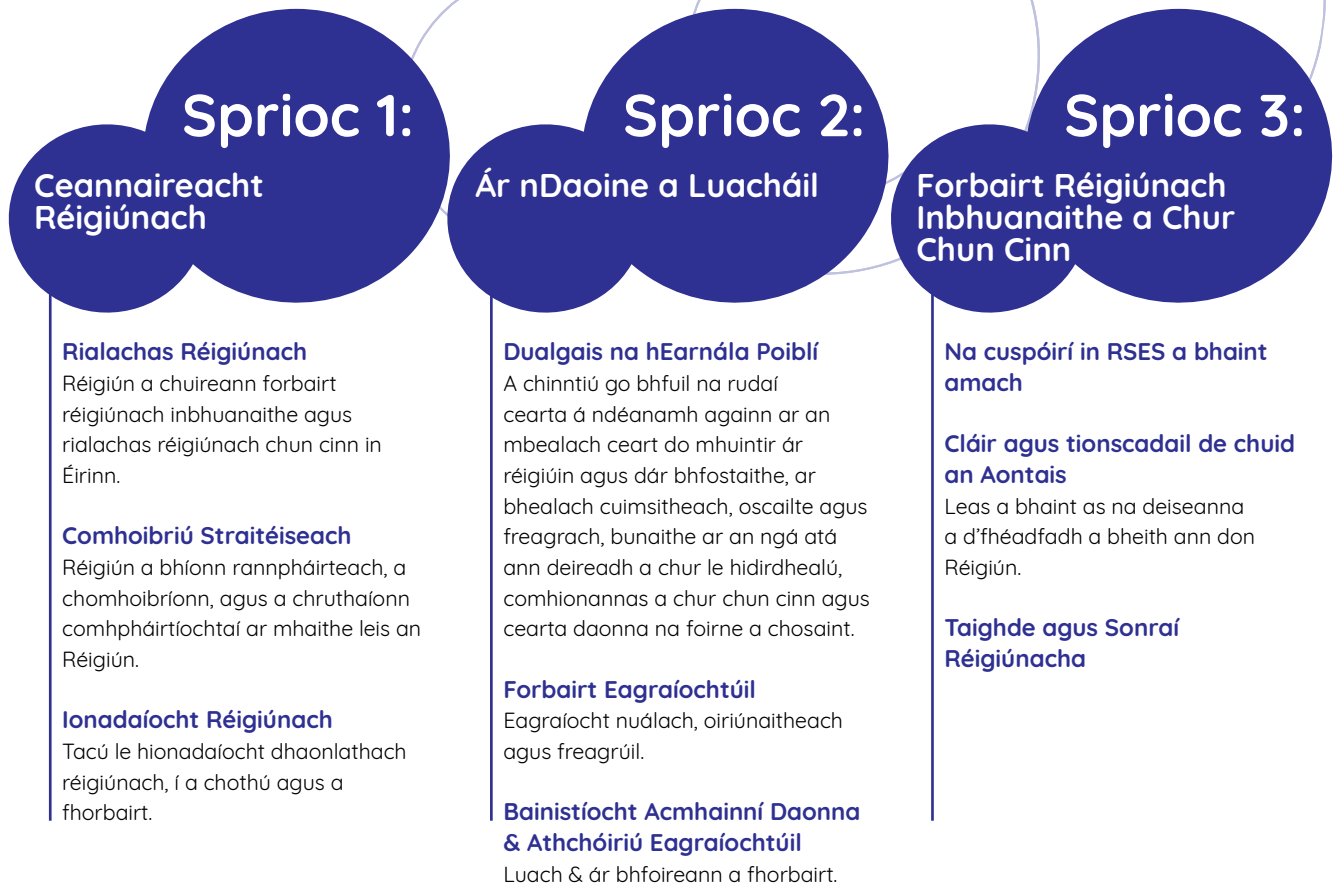 Sprioc 1:
Ceannaireacht
Réigiúnach
Rialachas Réigiúnach
Réigiún a chuireann forbairt
réigiúnach inbhuanaithe agus
rialachas réigiúnach chun cinn in
Éirinn.
Comhoibriú Straitéiseach
Réigiún a bhíonn rannpháirteach, a
chomhoibríonn, agus a chruthaíonn
comhpháirtíochtaí ar mhaithe leis an
Réigiún.
Ionadaíocht Réigiúnach
Tacú le hionadaíocht dhaonlathach
réigiúnach, í a chothú agus a
fhorbairt.
Sprioc 2:
Ár nDaoine a Luacháil
Dualgais na hEarnála Poiblí
A chinntiú go bhfuil na rudaí
cearta á ndéanamh againn ar an
mbealach ceart do mhuintir ár
réigiúin agus dár bhfostaithe, ar
bhealach cuimsitheach, oscailte agus
freagrach, bunaithe ar an ngá atá
ann deireadh a chur le hidirdhealú,
comhionannas a chur chun cinn agus
cearta daonna na foirne a chosaint.
Forbairt Eagraíochtúil
Eagraíocht nuálach, oiriúnaitheach
agus freagrúil.
Bainistíocht Acmhainní Daonna
& Athchóiriú Eagraíochtúil
Luach & ár bhfoireann a fhorbairt.
Sprioc 3:
Forbairt Réigiúnach
Inbhuanaithe a Chur
Chun Cinn
Na cuspóirí in RSES a bhaint
amach
Cláir agus tionscadail de chuid
an Aontais
Leas a bhaint as na deiseanna
a d'fhéadfadh a bheith ann don
Réigiún.
Taighde agus Sonraí
Réigiúnacha